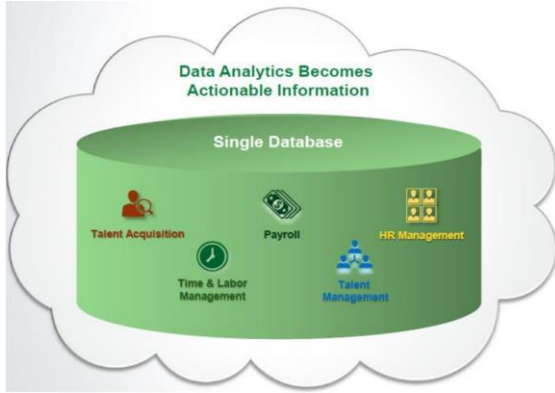 Data Analytics Becomes
Actionable Information
Single Database
Talent Acquisition
Payroll
HR Management
Time & Labor
Management
Talent
Management